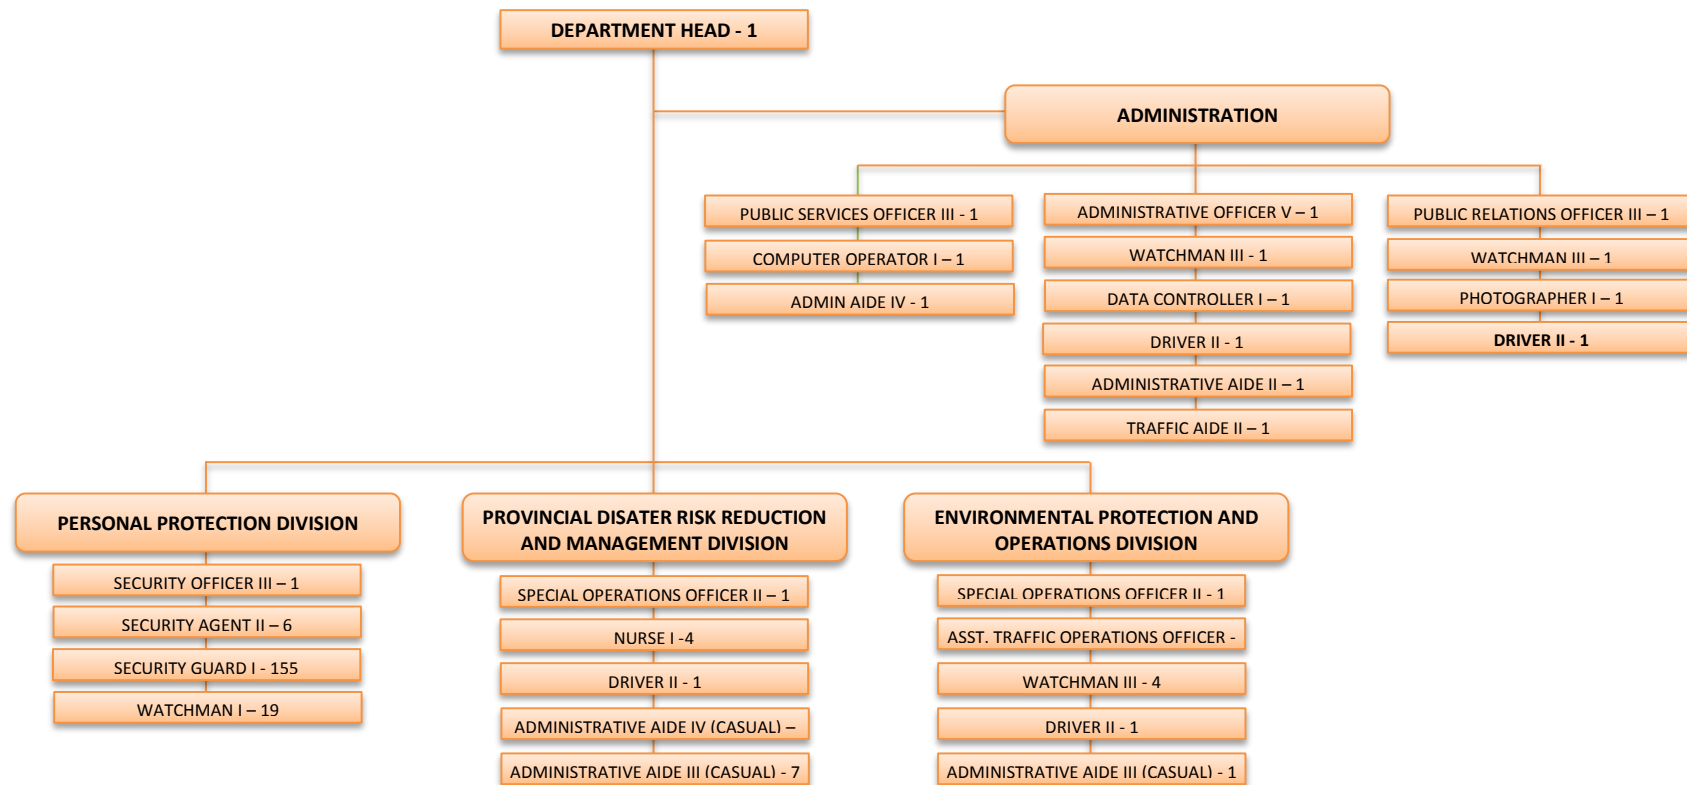 DEPARTMENT HEAD - 1
ADMINISTRATION
PUBLIC SERVICES OFFICER III - 1
COMPUTER OPERATOR I – 1
ADMIN AIDE IV - 1
ADMINISTRATIVE OFFICER V – 1
WATCHMAN III - 1
DATA CONTROLLER I – 1
DRIVER II - 1
ADMINISTRATIVE AIDE II – 1
TRAFFIC AIDE II – 1
PUBLIC RELATIONS OFFICER III – 1
WATCHMAN III – 1
PHOTOGRAPHER I – 1
DRIVER II - 1
PERSONAL PROTECTION DIVISION
SECURITY OFFICER III – 1
SECURITY AGENT II – 6
SECURITY GUARD I - 155
WATCHMAN I – 19
PROVINCIAL DISATER RISK REDUCTION
AND MANAGEMENT DIVISION
SPECIAL OPERATIONS OFFICER II – 1
NURSE I -4
DRIVER II - 1
ADMINISTRATIVE AIDE IV (CASUAL) –
ADMINISTRATIVE AIDE III (CASUAL) - 7
ENVIRONMENTAL PROTECTION AND
OPERATIONS DIVISION
SPECIAL OPERATIONS OFFICER II - 1
ASST. TRAFFIC OPERATIONS OFFICER -
WATCHMAN III - 4
DRIVER II - 1
ADMINISTRATIVE AIDE III (CASUAL) - 1